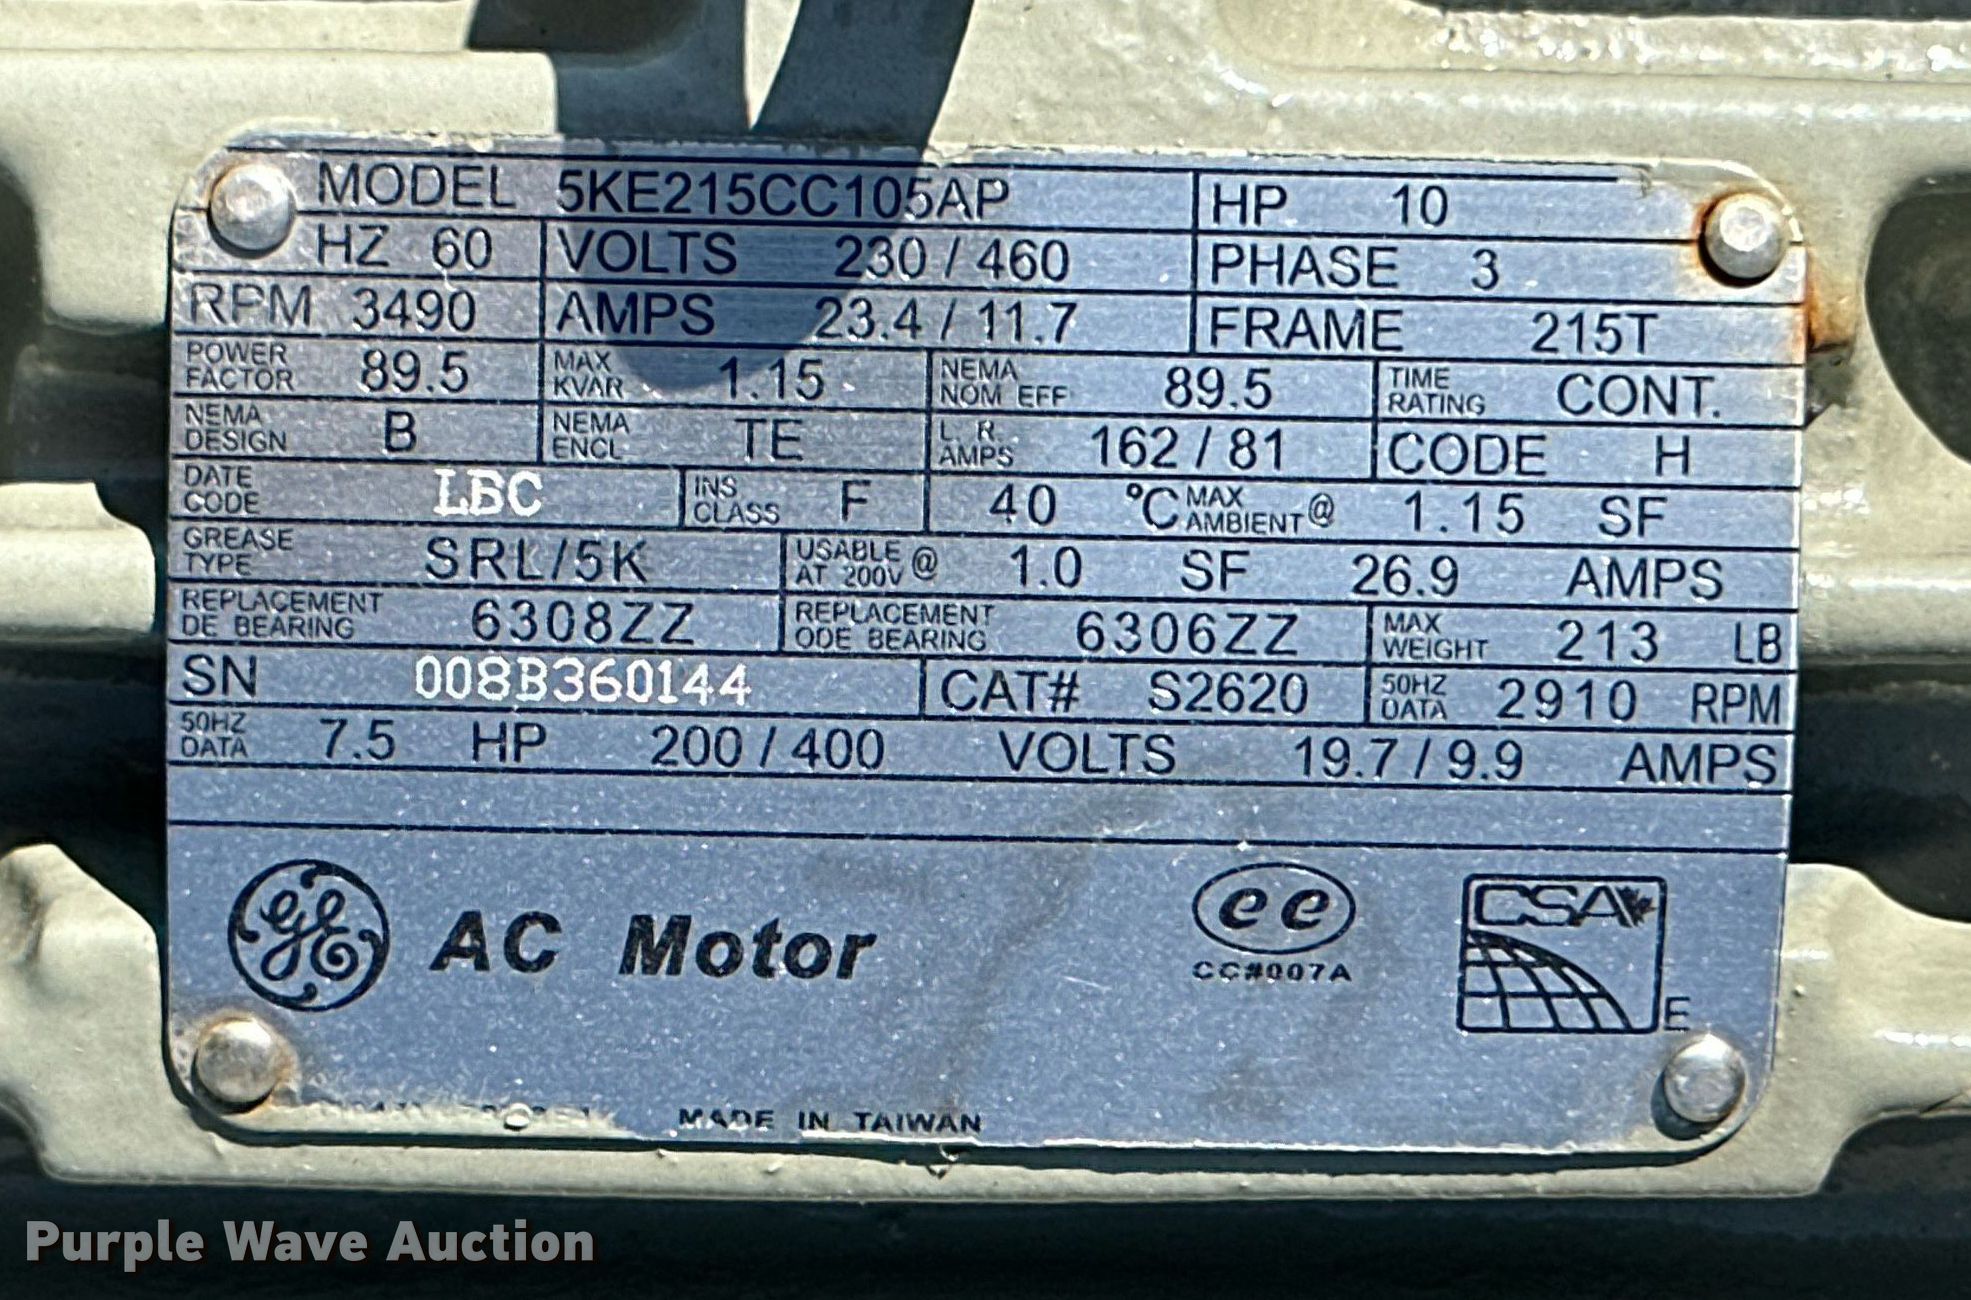 MODEL 5KE215CC105AP HP 10
HZ 60 VOLTS 230 / 460 PHASE 3
RPM 3490 AMPS 23.4 / 11.7 FRAME 215T
POWER FACTOR 89.5 MAX KVAR 1.15 NEMA NOM EFF 89.5 TIME RATING CONT.
NEMA DESIGN B NEMA ENCL TE L. R. AMPS 162 / 81 CODE H
DATE CODE LBC INS CLASS F 40 °C MAX AMBIENT @ 1.15 SF
GREASE TYPE SRL/5K USABLE @ AT 200V 1.0 SF 26.9 AMPS
REPLACEMENT DE BEARING 6308ZZ REPLACEMENT ODE BEARING 6306ZZ MAX WEIGHT 213 LB
SN 008B360144 CAT# S2620 50HZ DATA 2910 RPM
50HZ DATA 7.5 HP 200 / 400 VOLTS 19.7 / 9.9 AMPS
GE AC Motor ee CSA
CC#007A
E
MADE IN TAIWAN
Purple Wave Auction